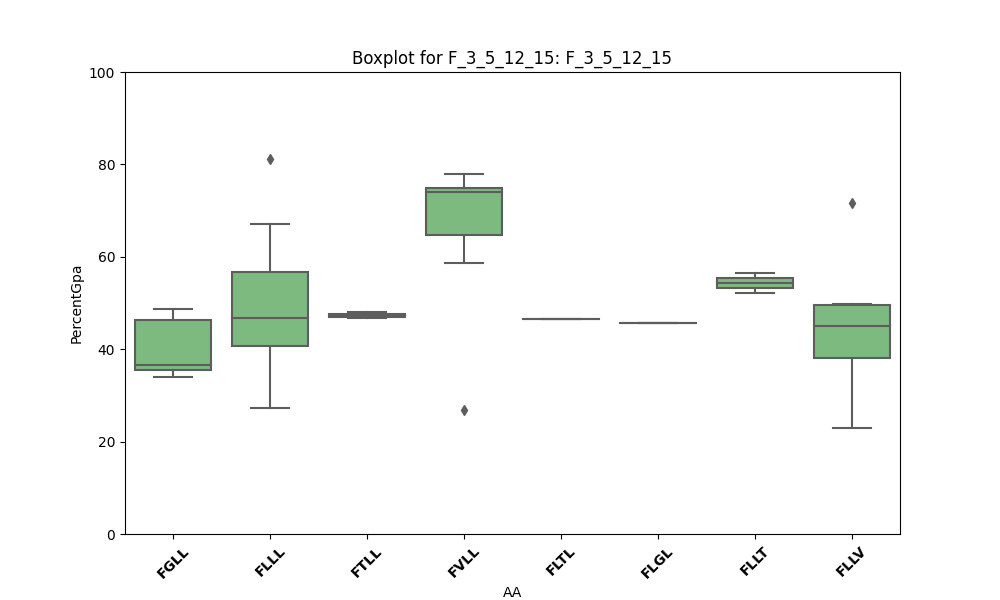 Boxplot for F_3_5_12_15: F_3_5_12_15
100
80
60
40
20
0
PercentGpa
FGLL
FLLL
FTLL
FVLL
FLTL
FLGL
FLLT
FLLV
AA